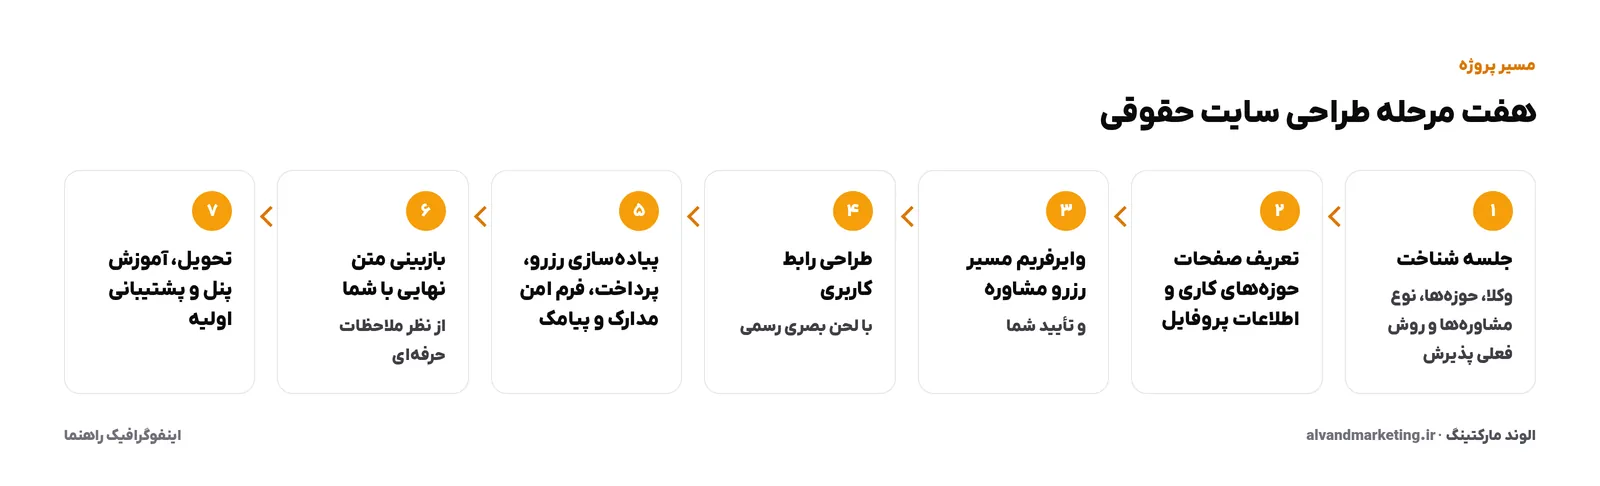 مسیر پروژه
هفت مرحله طراحی سایت حقوقی
۱
جلسه شناخت
وکلا، حوزه‌ها، نوع
مشاوره‌ها و روش
فعلی پذیرش
۲
تعریف صفحات
حوزه‌های کاری و
اطلاعات پروفایل
۳
وایرفریم مسیر
رزرو مشاوره
و تأیید شما
۴
طراحی رابط
کاربری
با لحن بصری رسمی
۵
پیاده‌سازی رزرو،
پرداخت، فرم امن
مدارک و پیامک
۶
بازبینی متن
نهایی با شما
از نظر ملاحظات
حرفه‌ای
۷
تحویل، آموزش
پنل و پشتیبانی
اولیه
الوند مارکتینگ · alvandmarketing.ir
اینفوگرافیک راهنما